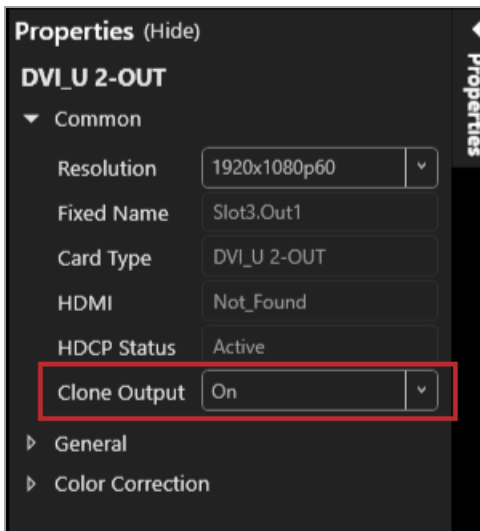 Properties (Hide)
DVI_U 2-OUT
Common
Resolution 1920x1080p60
Fixed Name Slot3.Out1
Card Type DVI_U 2-OUT
HDMI Not_Found
HDCP Status Active
Clone Output On
General
Color Correction
Properties